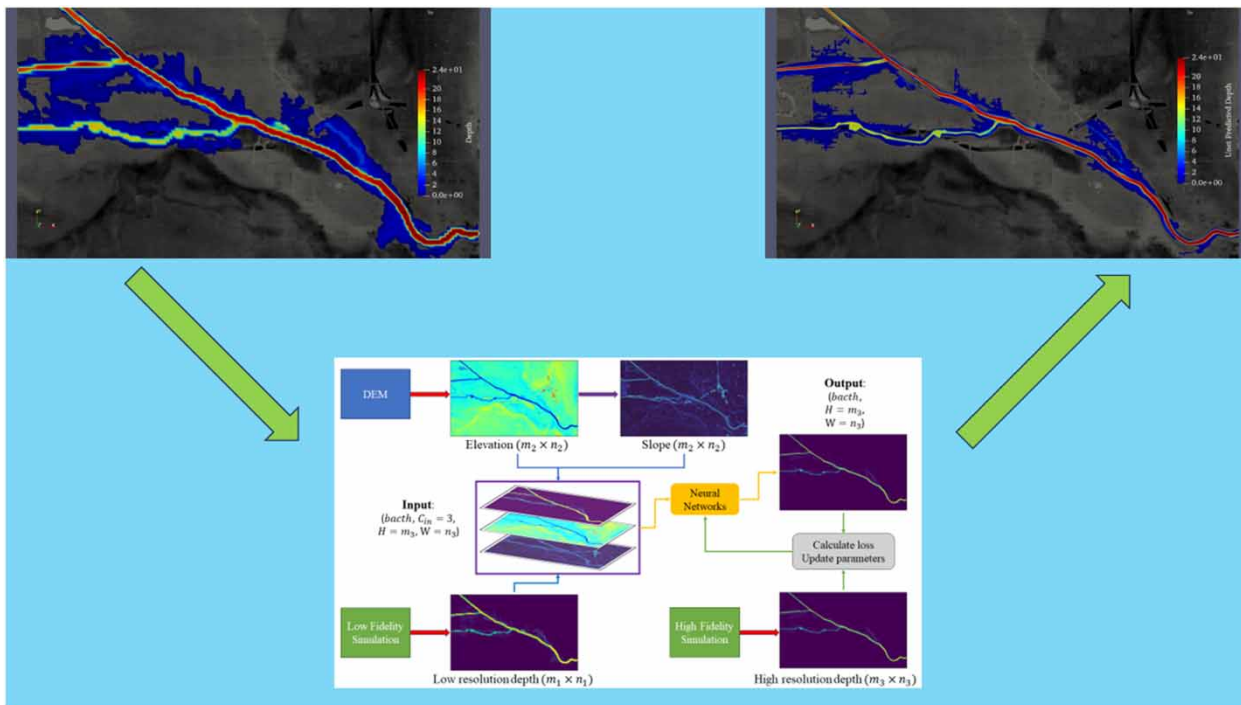 2.4e+01
20
18
16
14
12
10
8
6
4
2
0.0e+00
Depth
2.4e+01
20
18
16
14
12
10
8
6
4
2
0.0e+00
Unet Predicted Depth
DEM
Elevation (m₂ × n₂)
Slope (m₂ × n₂)
Output:
(bacth,
H = m₃,
W = n₃)
Input:
(bacth, Cᵢₙ = 3,
H = m₃, W = n₃)
Neural
Networks
Calculate loss
Update parameters
Low Fidelity
Simulation
Low resolution depth (m₁ × n₁)
High Fidelity
Simulation
High resolution depth (m₃ × n₃)